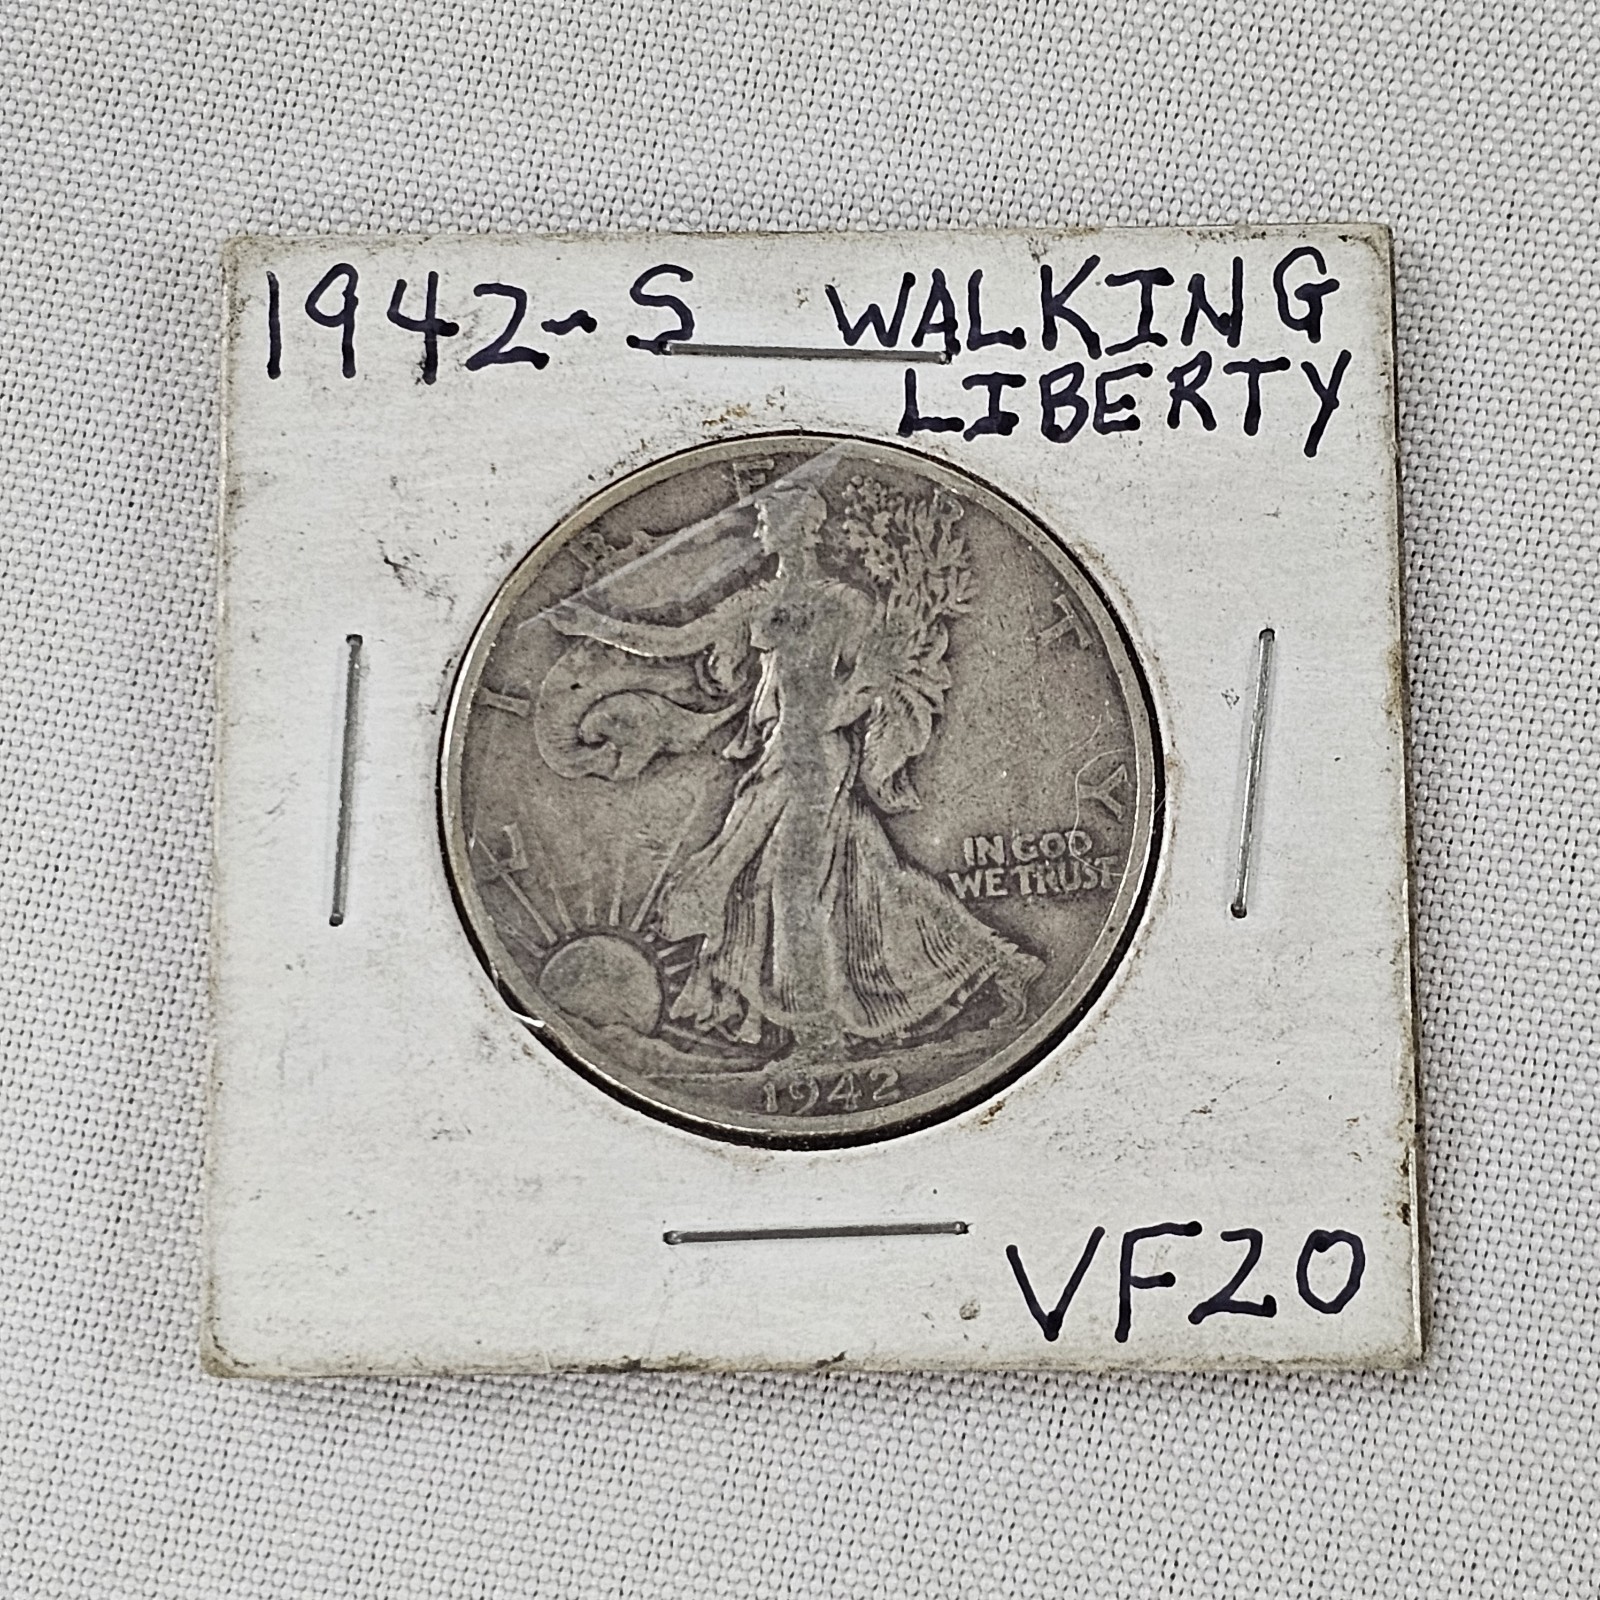 1942-S WALKING
LIBERTY
LIBERTY
IN GOD
WE TRUST
1942
VF20